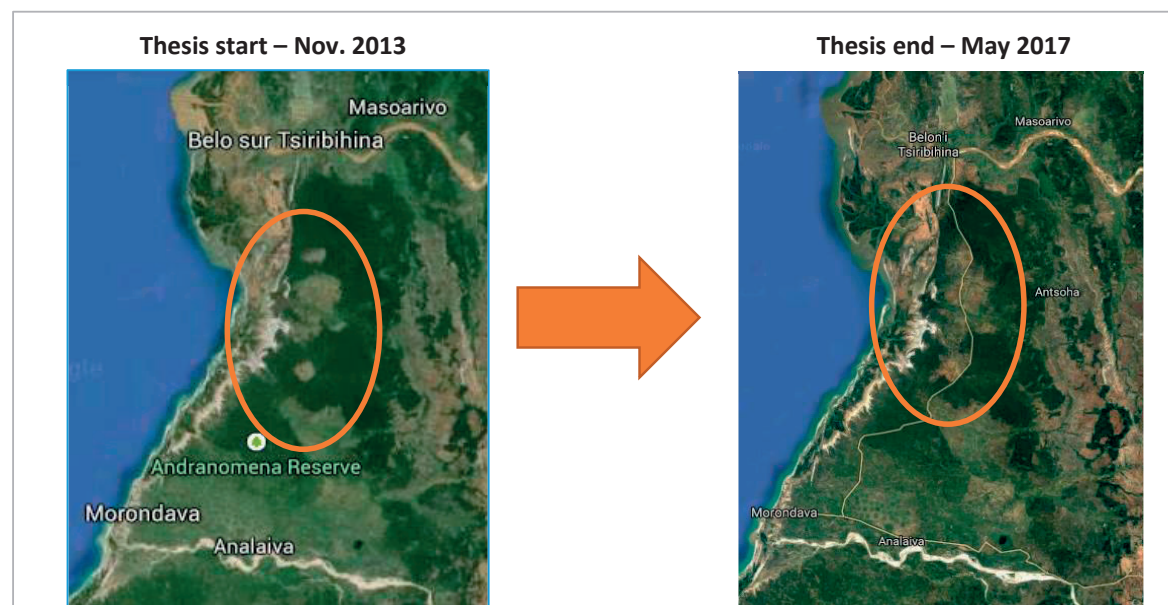 Thesis start – Nov. 2013
Thesis end – May 2017
Masoarivo
Belo sur Tsiribihina
Andranomena Reserve
Morondava
Analaiva
Masoarivo
Belon'i
Tsiribihina
Antsoha
Morondava
Analaiva